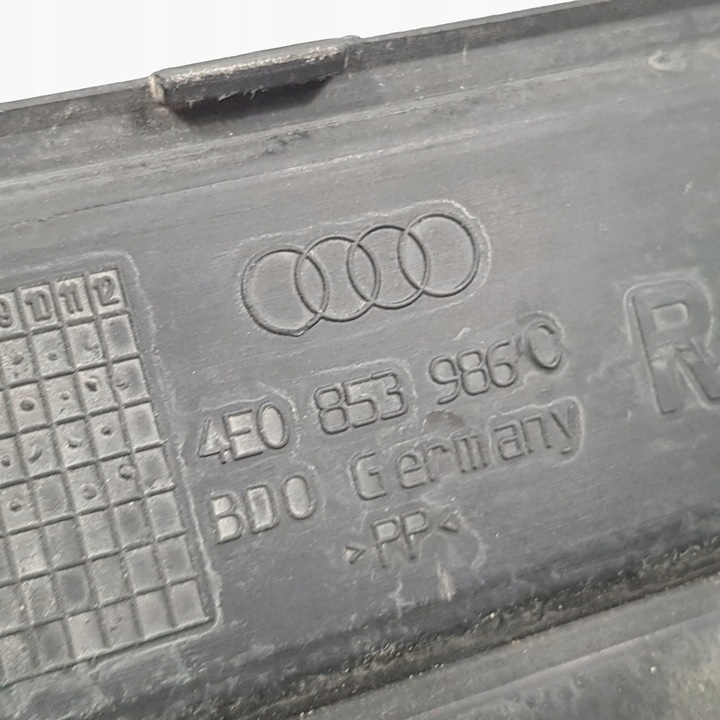 9 10 11 12
4E0 853 986 C
R
BDO Germany
>PP<